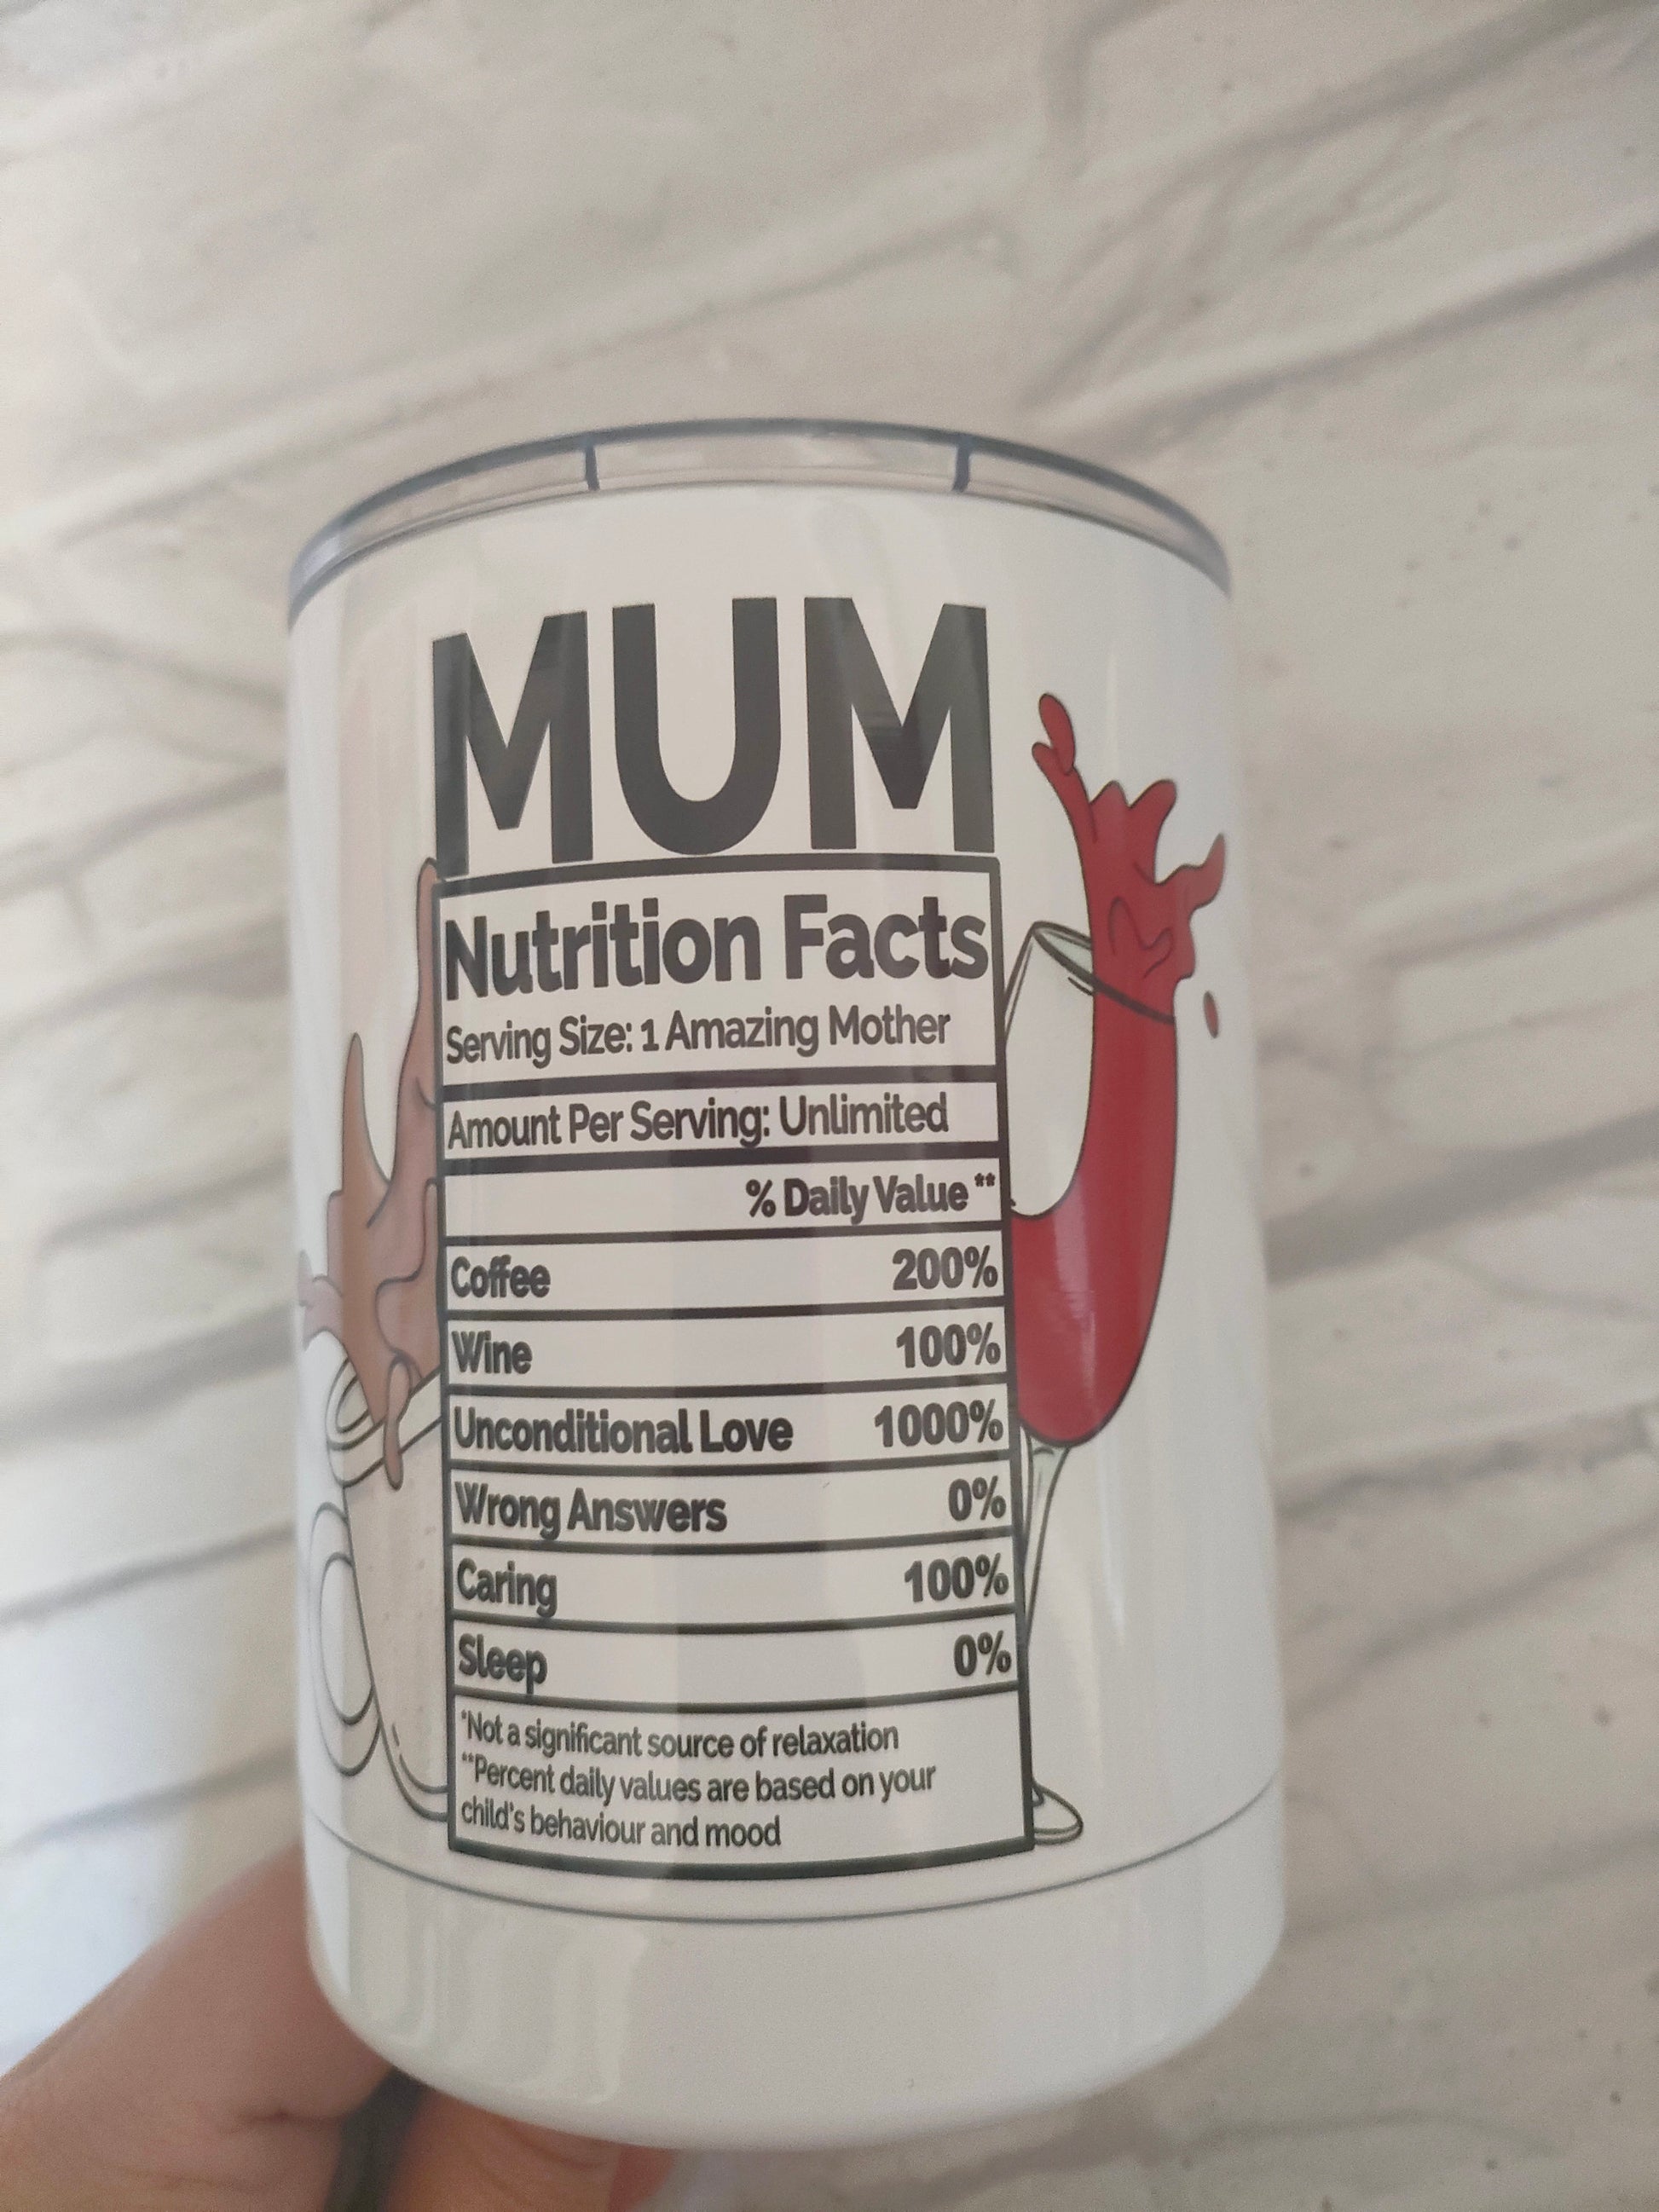 MUM
Nutrition Facts
Serving Size: 1 Amazing Mother
Amount Per Serving: Unlimited
% Daily Value **
Coffee 200%
Wine 100%
Unconditional Love 1000%
Wrong Answers 0%
Caring 100%
Sleep 0%
*Not a significant source of relaxation
**Percent daily values are based on your
child's behaviour and mood